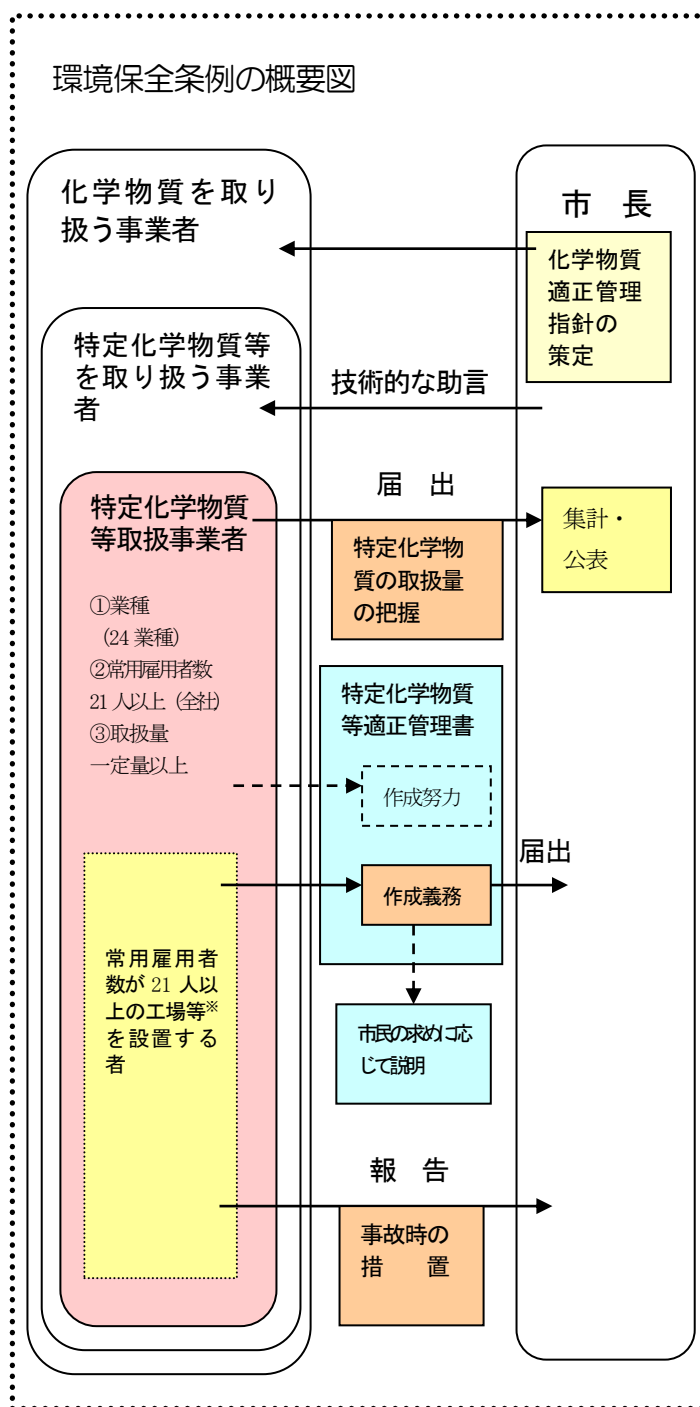 環境保全条例の概要図
化学物質を取り
扱う事業者
市　長
化学物質
適正管理
指針の
策定
特定化学物質等
を取り扱う事業
者
技術的な助言
特定化学物質
等取扱事業者
届　出
特定化学物
質の取扱量
の把握
集計・
公表
①業種
（24 業種）
②常用雇用者数
21 人以上（全社）
③取扱量
一定量以上
特定化学物質
等適正管理書
作成努力
作成義務
届出
常用雇用者
数が 21 人以
上の工場等※
を設置する
者
市民の求めに応
じて説明
報　告
事故時の
措　　置